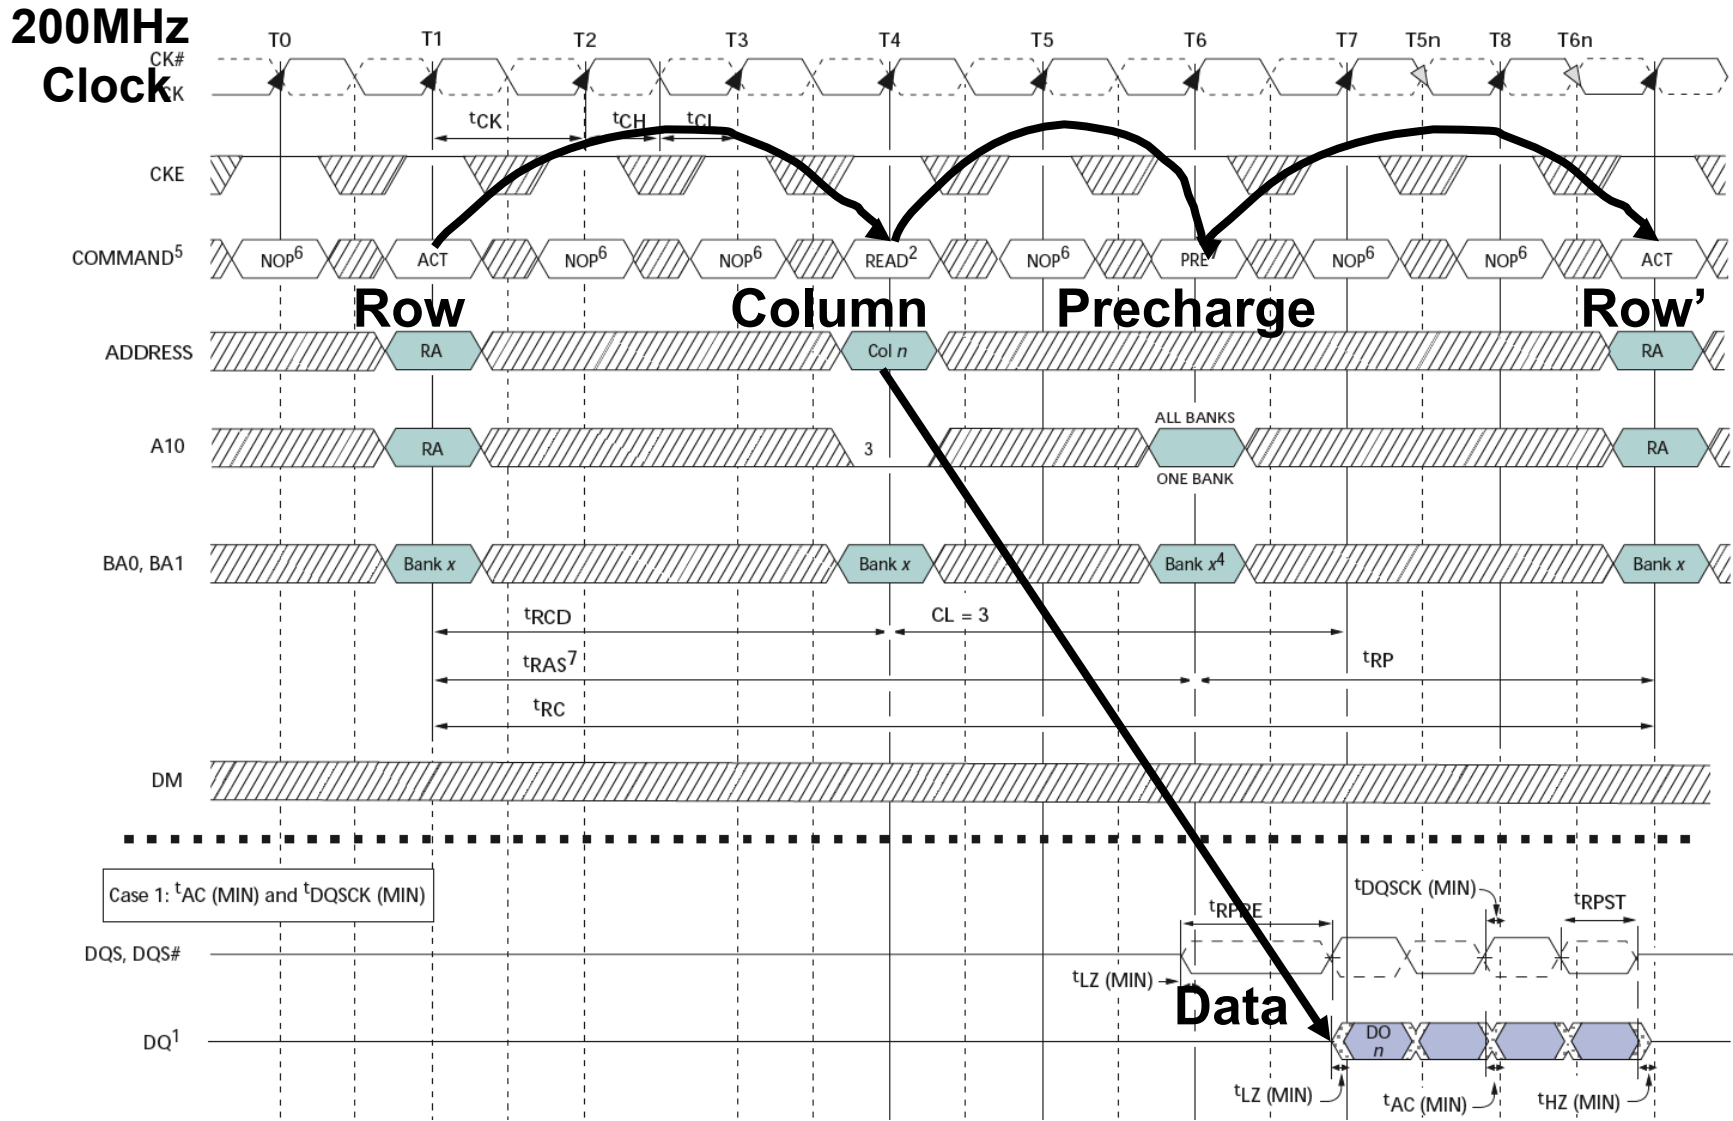 200MHz
Clock
T0 T1 T2 T3 T4 T5 T6 T7 T5n T8 T6n
CK#
CK
tCK tCH tCL
CKE
COMMAND5 NOP6 ACT NOP6 NOP6 READ2 NOP6 PRE7 NOP6 NOP6 ACT
Row Column Precharge Row’
ADDRESS RA Col n RA
ALL BANKS
A10 RA 3 RA
ONE BANK
BA0, BA1 Bank x Bank x Bank x4 Bank x
tRCD CL = 3
tRAS7 tRP
tRC
DM
Case 1: tAC (MIN) and tDQSCK (MIN)
tDQSCK (MIN)
tRPRE tRPST
DQS, DQS#
tLZ (MIN)
Data
DQ1 DO
n
tLZ (MIN) tAC (MIN) tHZ (MIN)